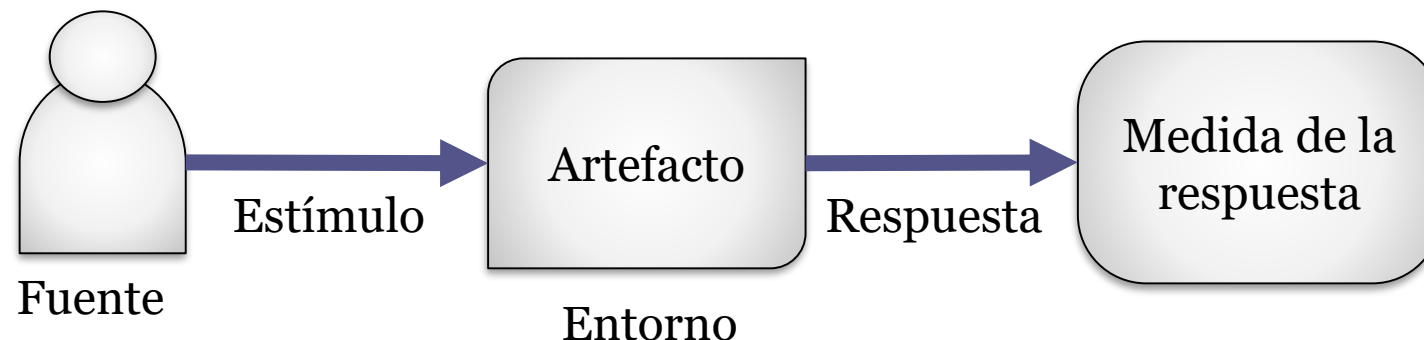 Fuente
Estímulo
Artefacto
Entorno
Respuesta
Medida de la
respuesta